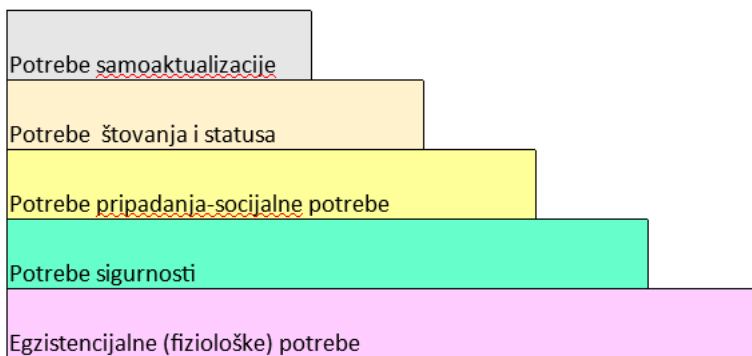 Potrebe samoaktualizacije
Potrebe štovanja i statusa
Potrebe pripadanja-socijalne potrebe
Potrebe sigurnosti
Egzistencijalne (fiziološke) potrebe